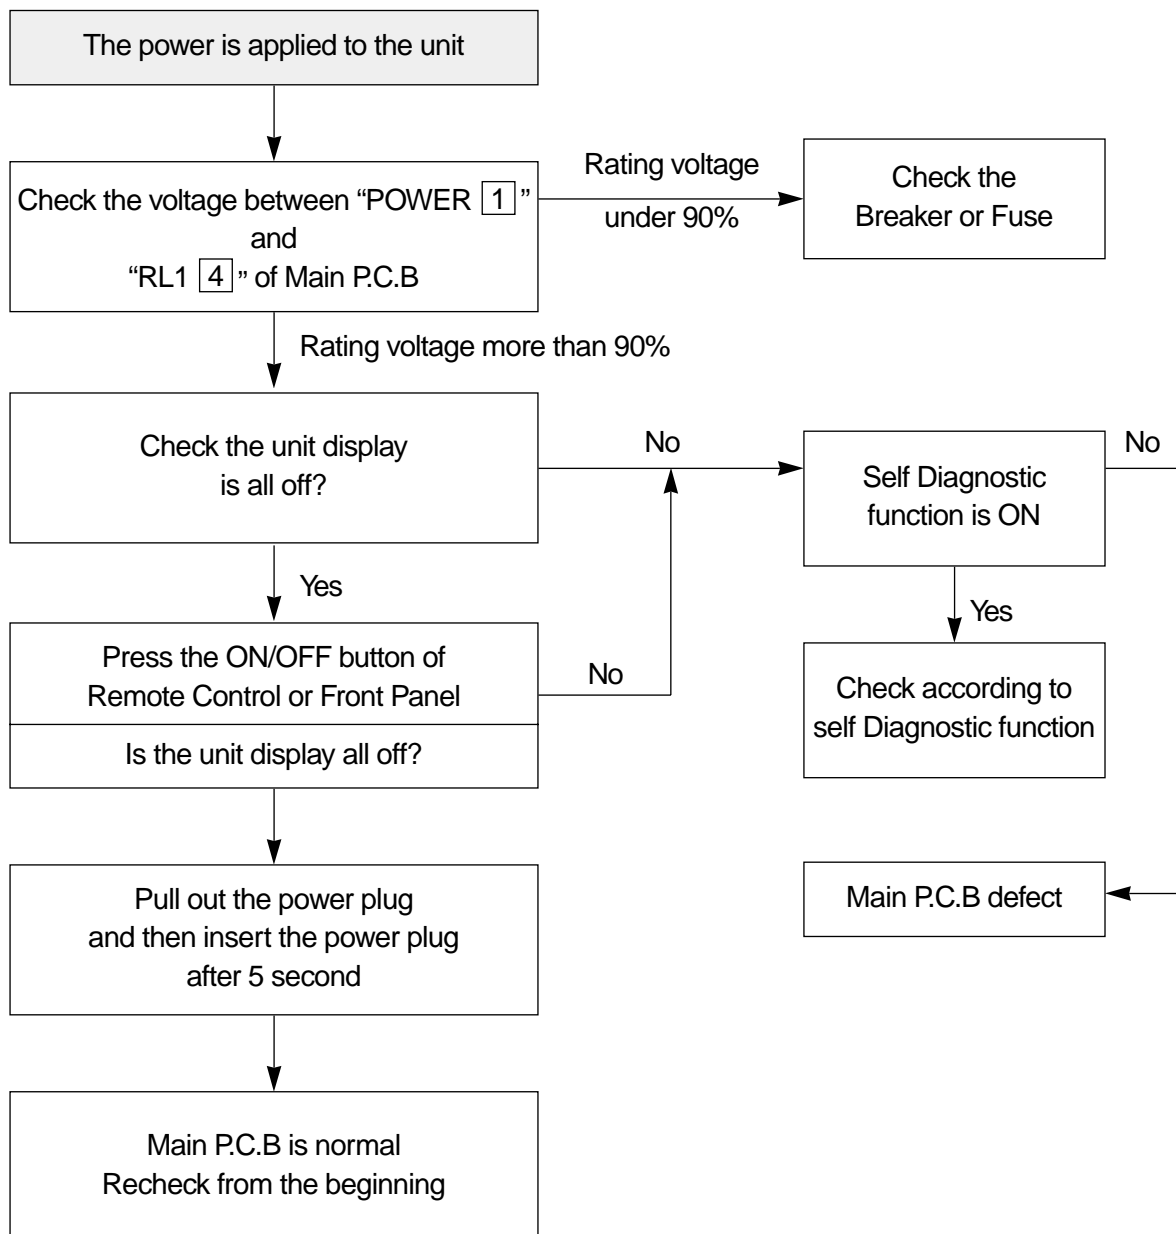 The power is applied to the unit
Check the voltage between “POWER 1”
and
“RL1 4” of Main P.C.B
Rating voltage
under 90%
Check the
Breaker or Fuse
Rating voltage more than 90%
Check the unit display
is all off?
No
Self Diagnostic
function is ON
No
Yes
Yes
Press the ON/OFF button of
Remote Control or Front Panel
No
Is the unit display all off?
Check according to
self Diagnostic function
Pull out the power plug
and then insert the power plug
after 5 second
Main P.C.B defect
Main P.C.B is normal
Recheck from the beginning